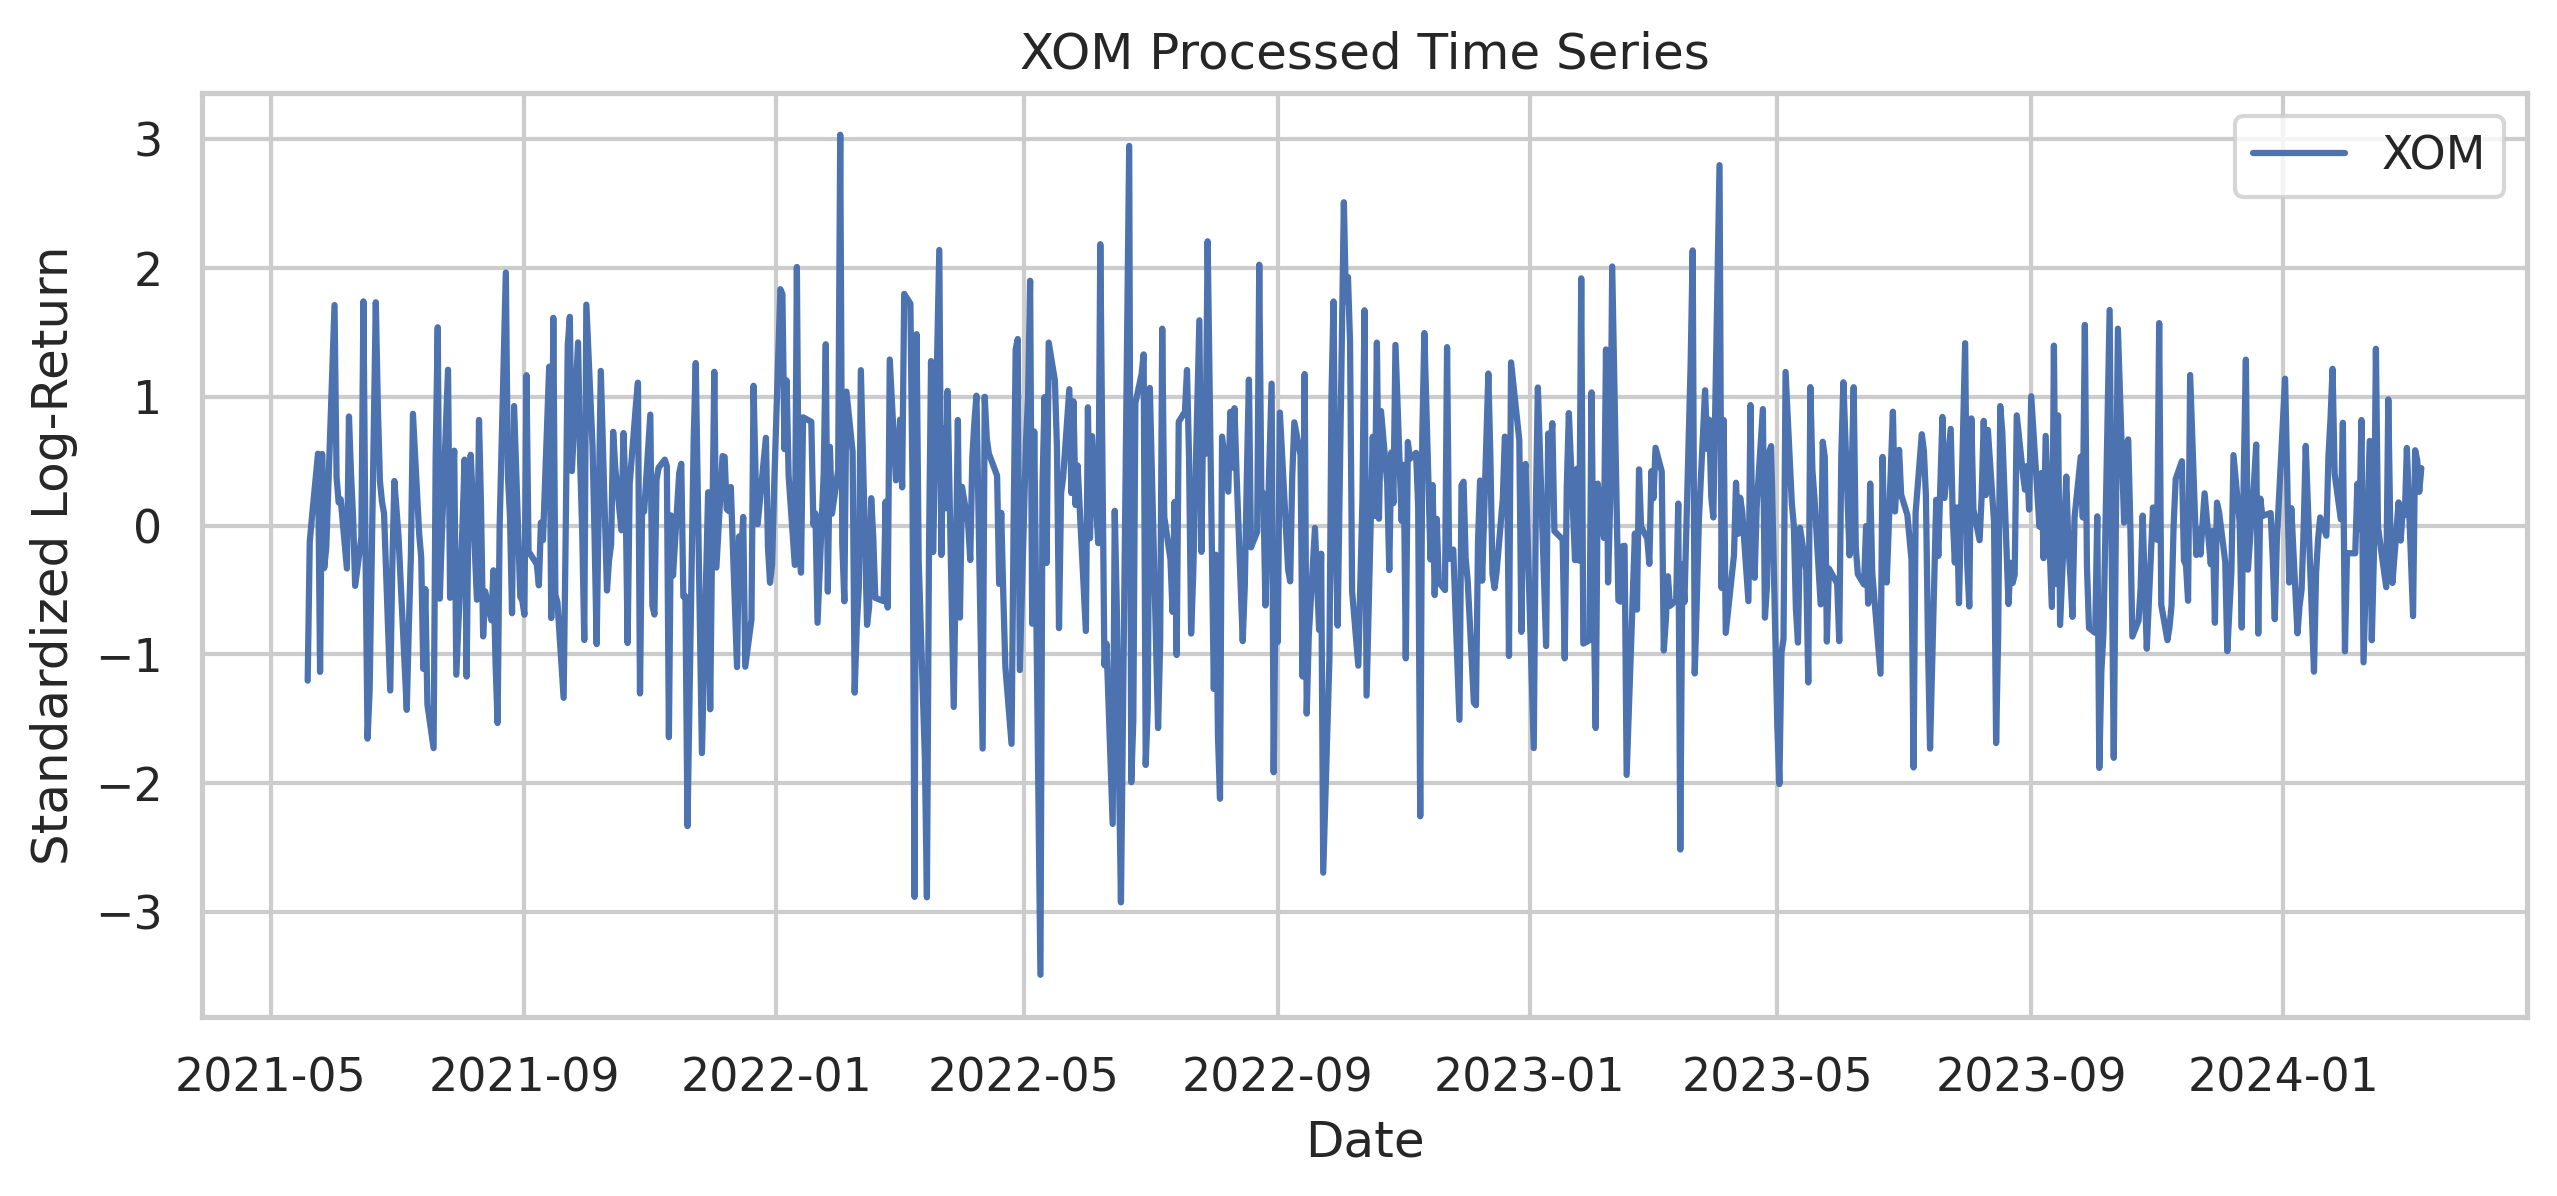 XOM Processed Time Series
XOM
Standardized Log-Return
3
2
1
0
−1
−2
−3
2021-05 2021-09 2022-01 2022-05 2022-09 2023-01 2023-05 2023-09 2024-01
Date